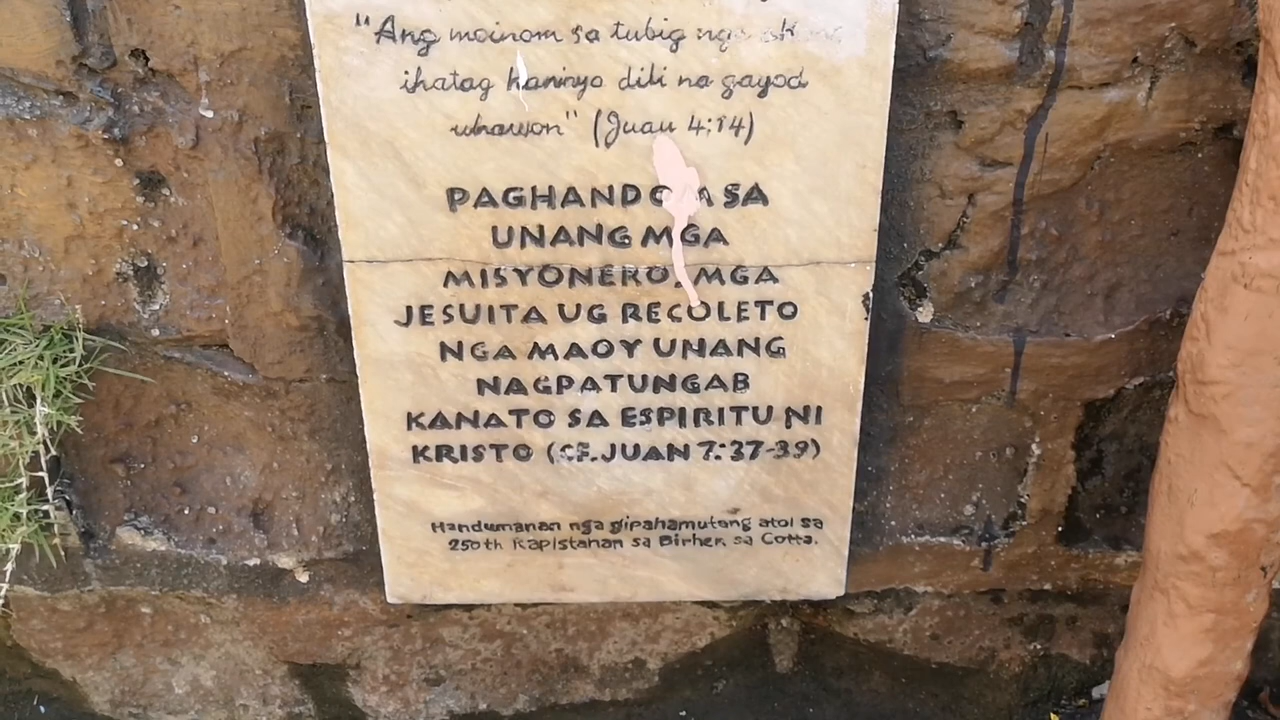 "Ang moinom sa tubig nga
ihatag kaninyo dili na gayod
uhawon" (Juan 4:14)
PAGHANDOM SA
UNANG MGA
MISYONERO, MGA
JESUITA UG RECOLETO
NGA MAOY UNANG
NAGPATUNGAB
KANATO SA ESPIRITU NI
KRISTO (CF. JUAN 7:37-39)
Handumanan nga gipahamutang atol sa
250th Kapistahan sa Birhen sa Cotta.